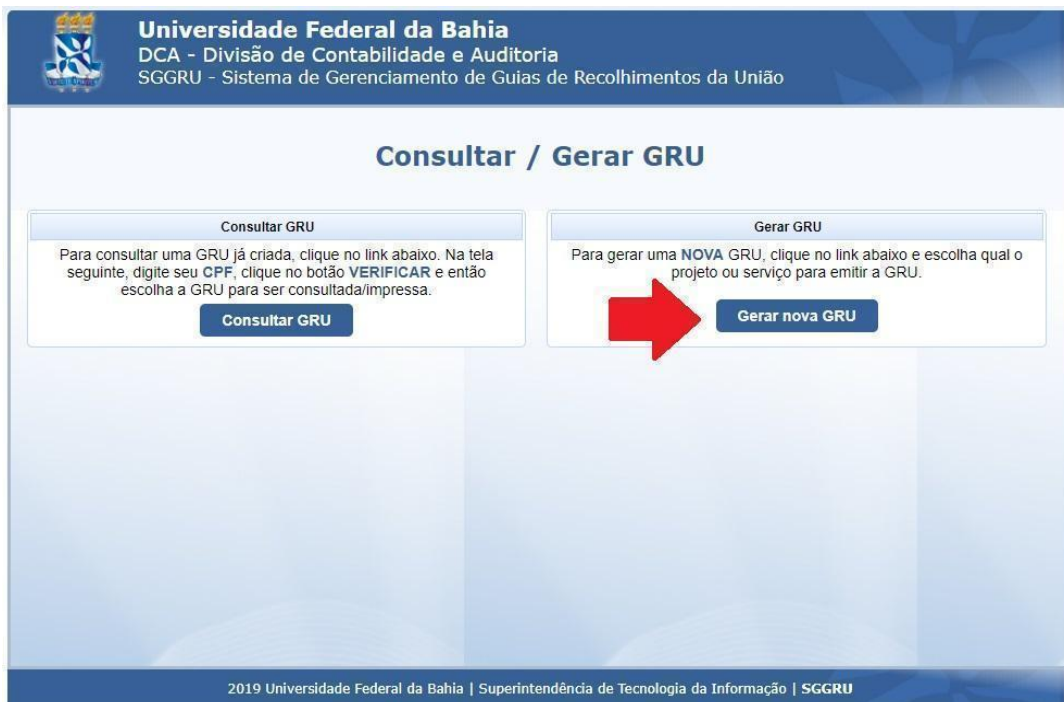 Universidade Federal da Bahia
DCA - Divisão de Contabilidade e Auditoria
SGGRU - Sistema de Gerenciamento de Guias de Recolhimentos da União
Consultar / Gerar GRU
Consultar GRU
Para consultar uma GRU já criada, clique no link abaixo. Na tela
seguinte, digite seu CPF, clique no botão VERIFICAR e então
escolha a GRU para ser consultada/impressa.
Consultar GRU
Gerar GRU
Para gerar uma NOVA GRU, clique no link abaixo e escolha qual o
projeto ou serviço para emitir a GRU.
Gerar nova GRU
2019 Universidade Federal da Bahia | Superintendência de Tecnologia da Informação | SGGRU